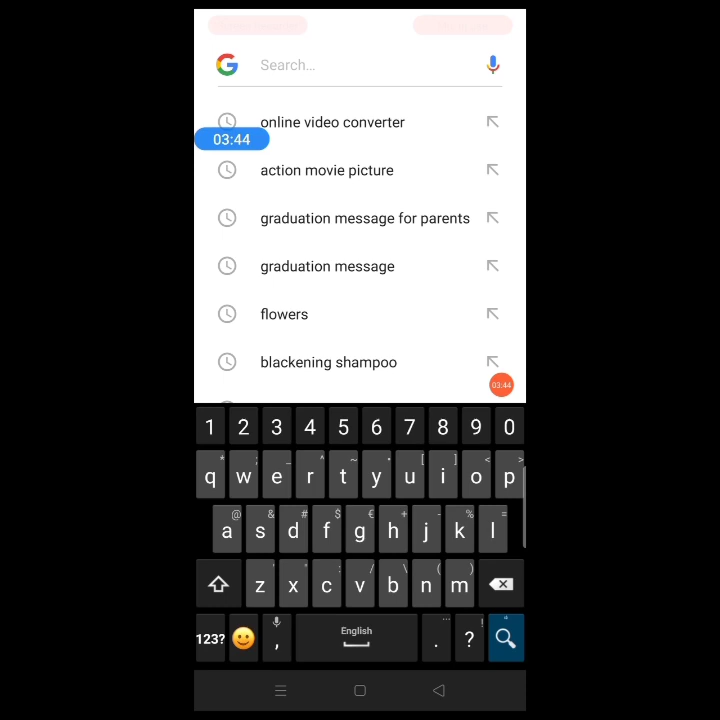 Search...
online video converter
03:44
action movie picture
graduation message for parents
graduation message
flowers
blackening shampoo
03:44
1 2 3 4 5 6 7 8 9 0
q w e r t y u i o p
a s d f g h j k l
z x c v b n m
123? , English . ?